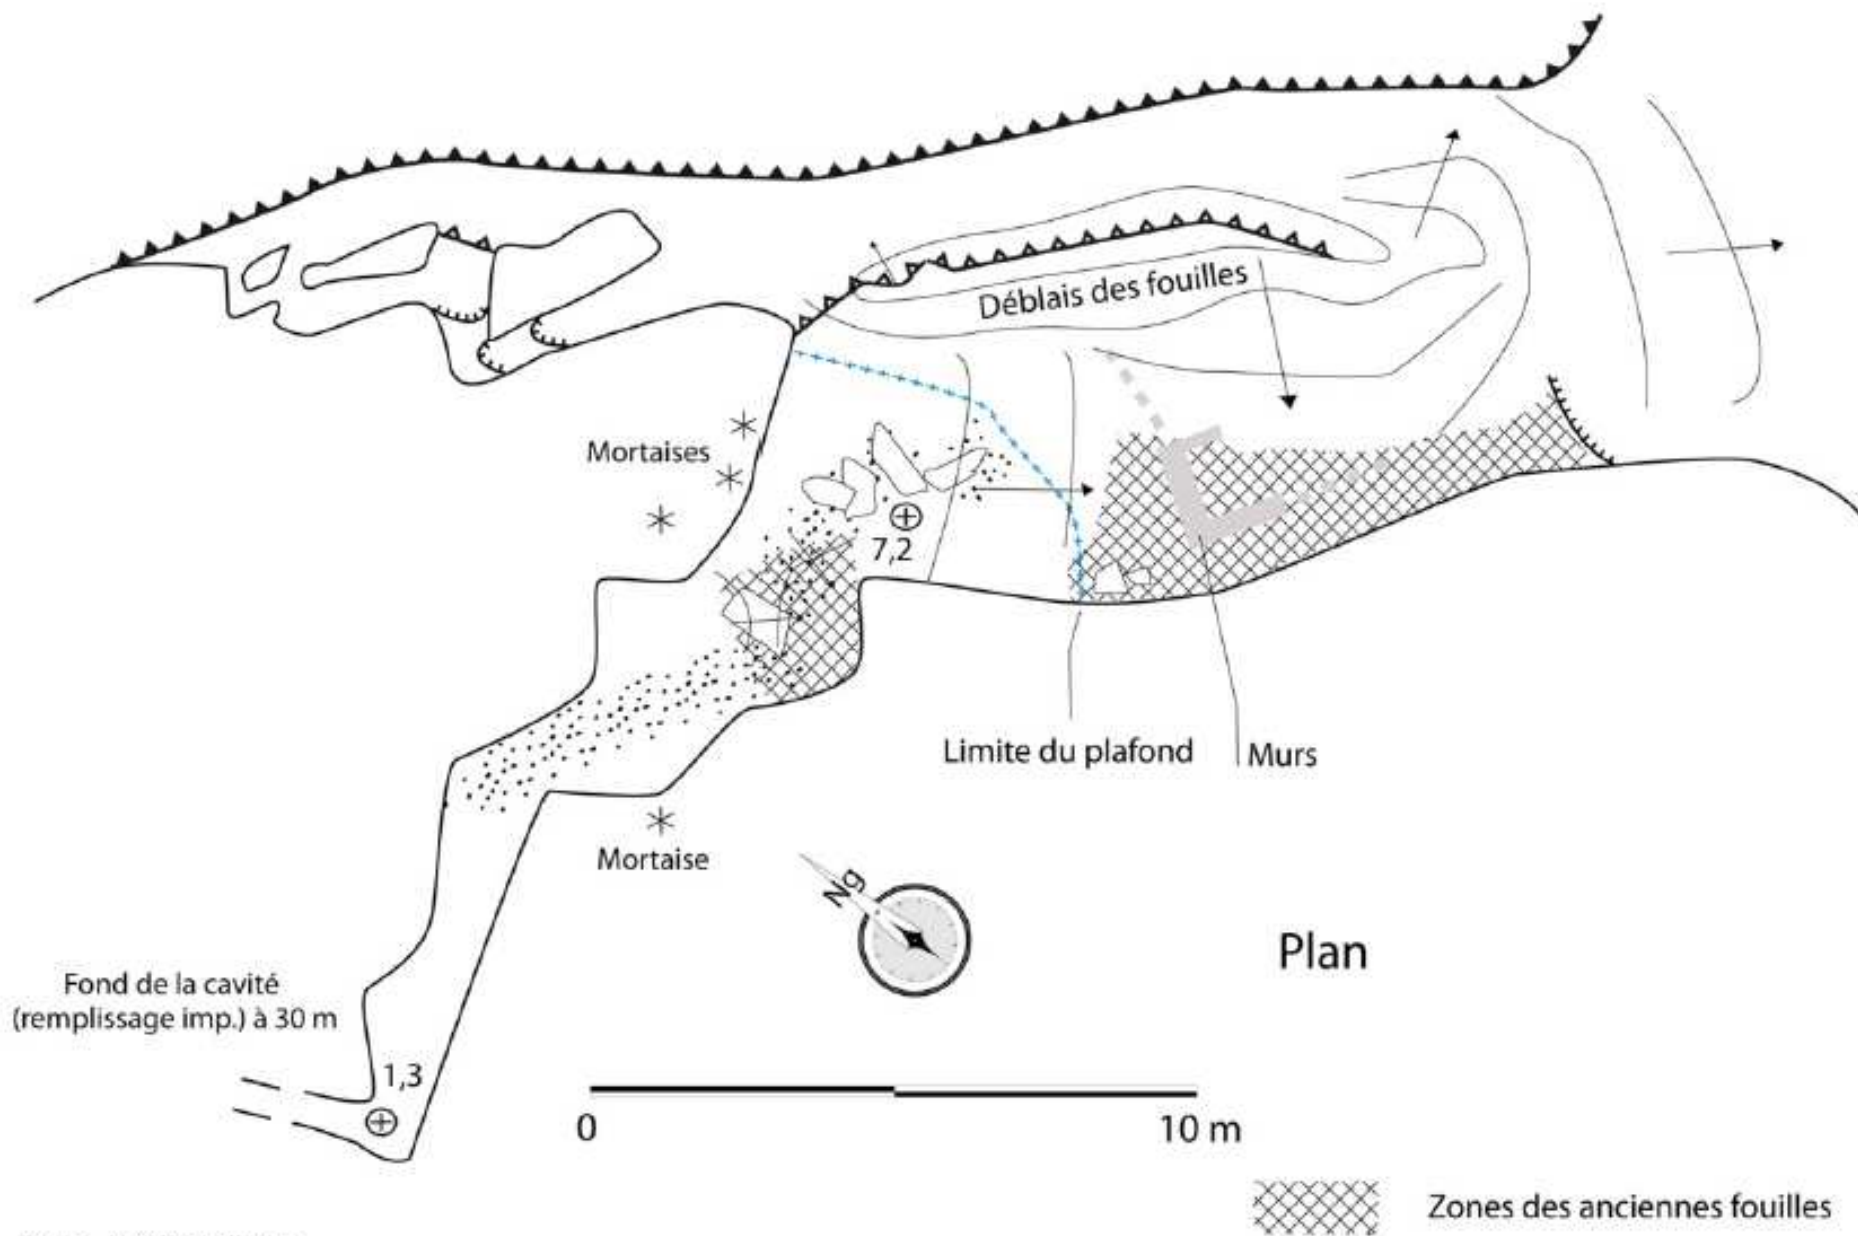 Déblais des fouilles
Mortaises
7,2
Limite du plafond
Murs
Mortaise
Ng
Plan
Fond de la cavité
(remplissage imp.) à 30 m
1,3
0
10 m
Zones des anciennes fouilles